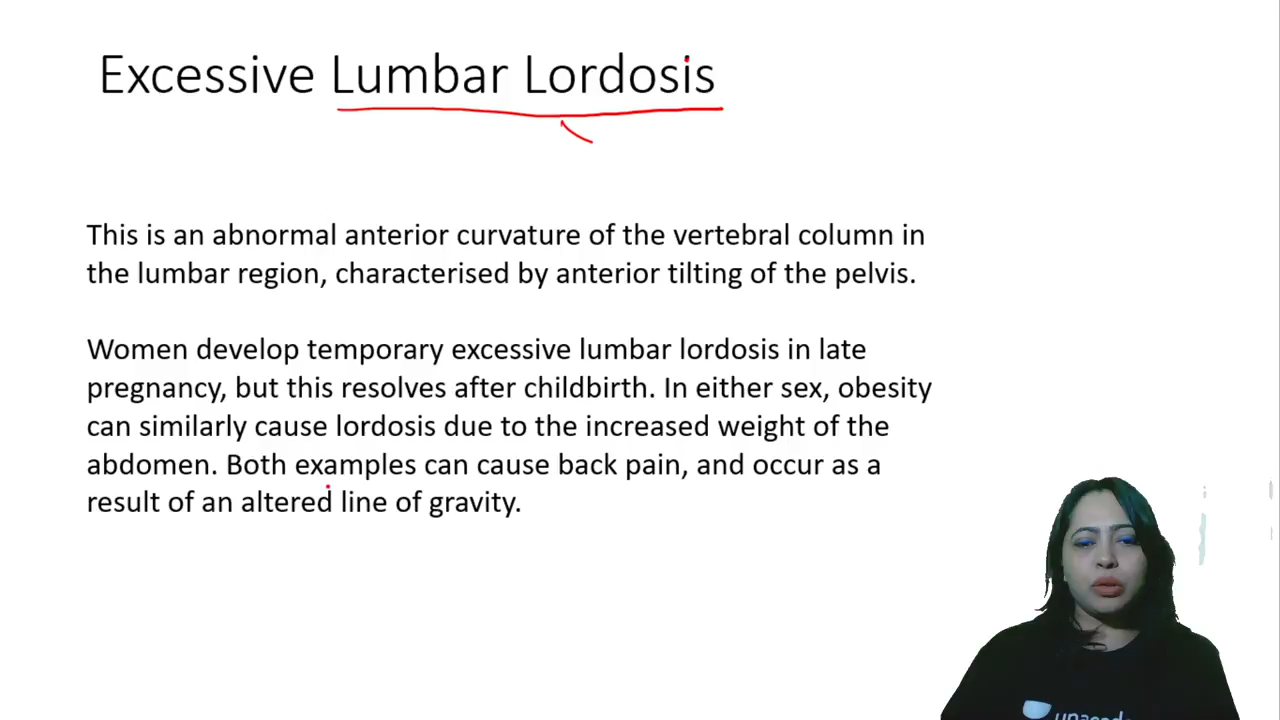 Excessive Lumbar Lordosis
This is an abnormal anterior curvature of the vertebral column in
the lumbar region, characterised by anterior tilting of the pelvis.
Women develop temporary excessive lumbar lordosis in late
pregnancy, but this resolves after childbirth. In either sex, obesity
can similarly cause lordosis due to the increased weight of the
abdomen. Both examples can cause back pain, and occur as a
result of an altered line of gravity.